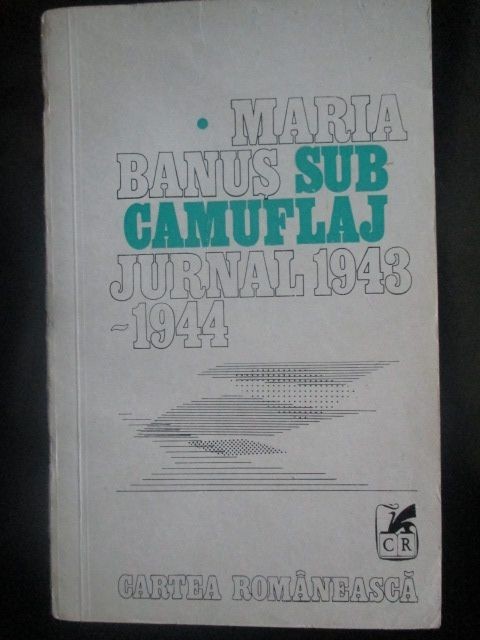 • MARIA
BANUȘ SUB
CAMUFLAJ
JURNAL 1943
~1944
CR
CARTEA ROMÂNEASCĂ